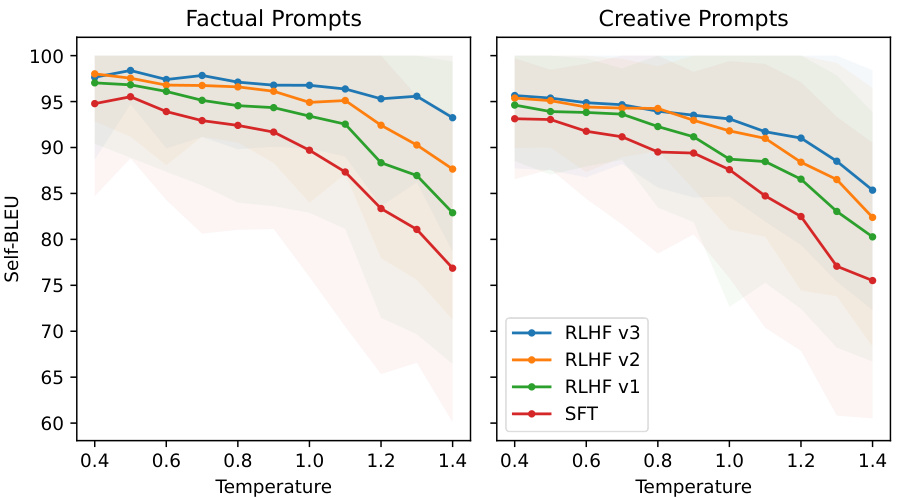 Factual Prompts
Creative Prompts
Self-BLEU
100
95
90
85
80
75
70
65
60
0.4 0.6 0.8 1.0 1.2 1.4
Temperature
RLHF v3
RLHF v2
RLHF v1
SFT
0.4 0.6 0.8 1.0 1.2 1.4
Temperature